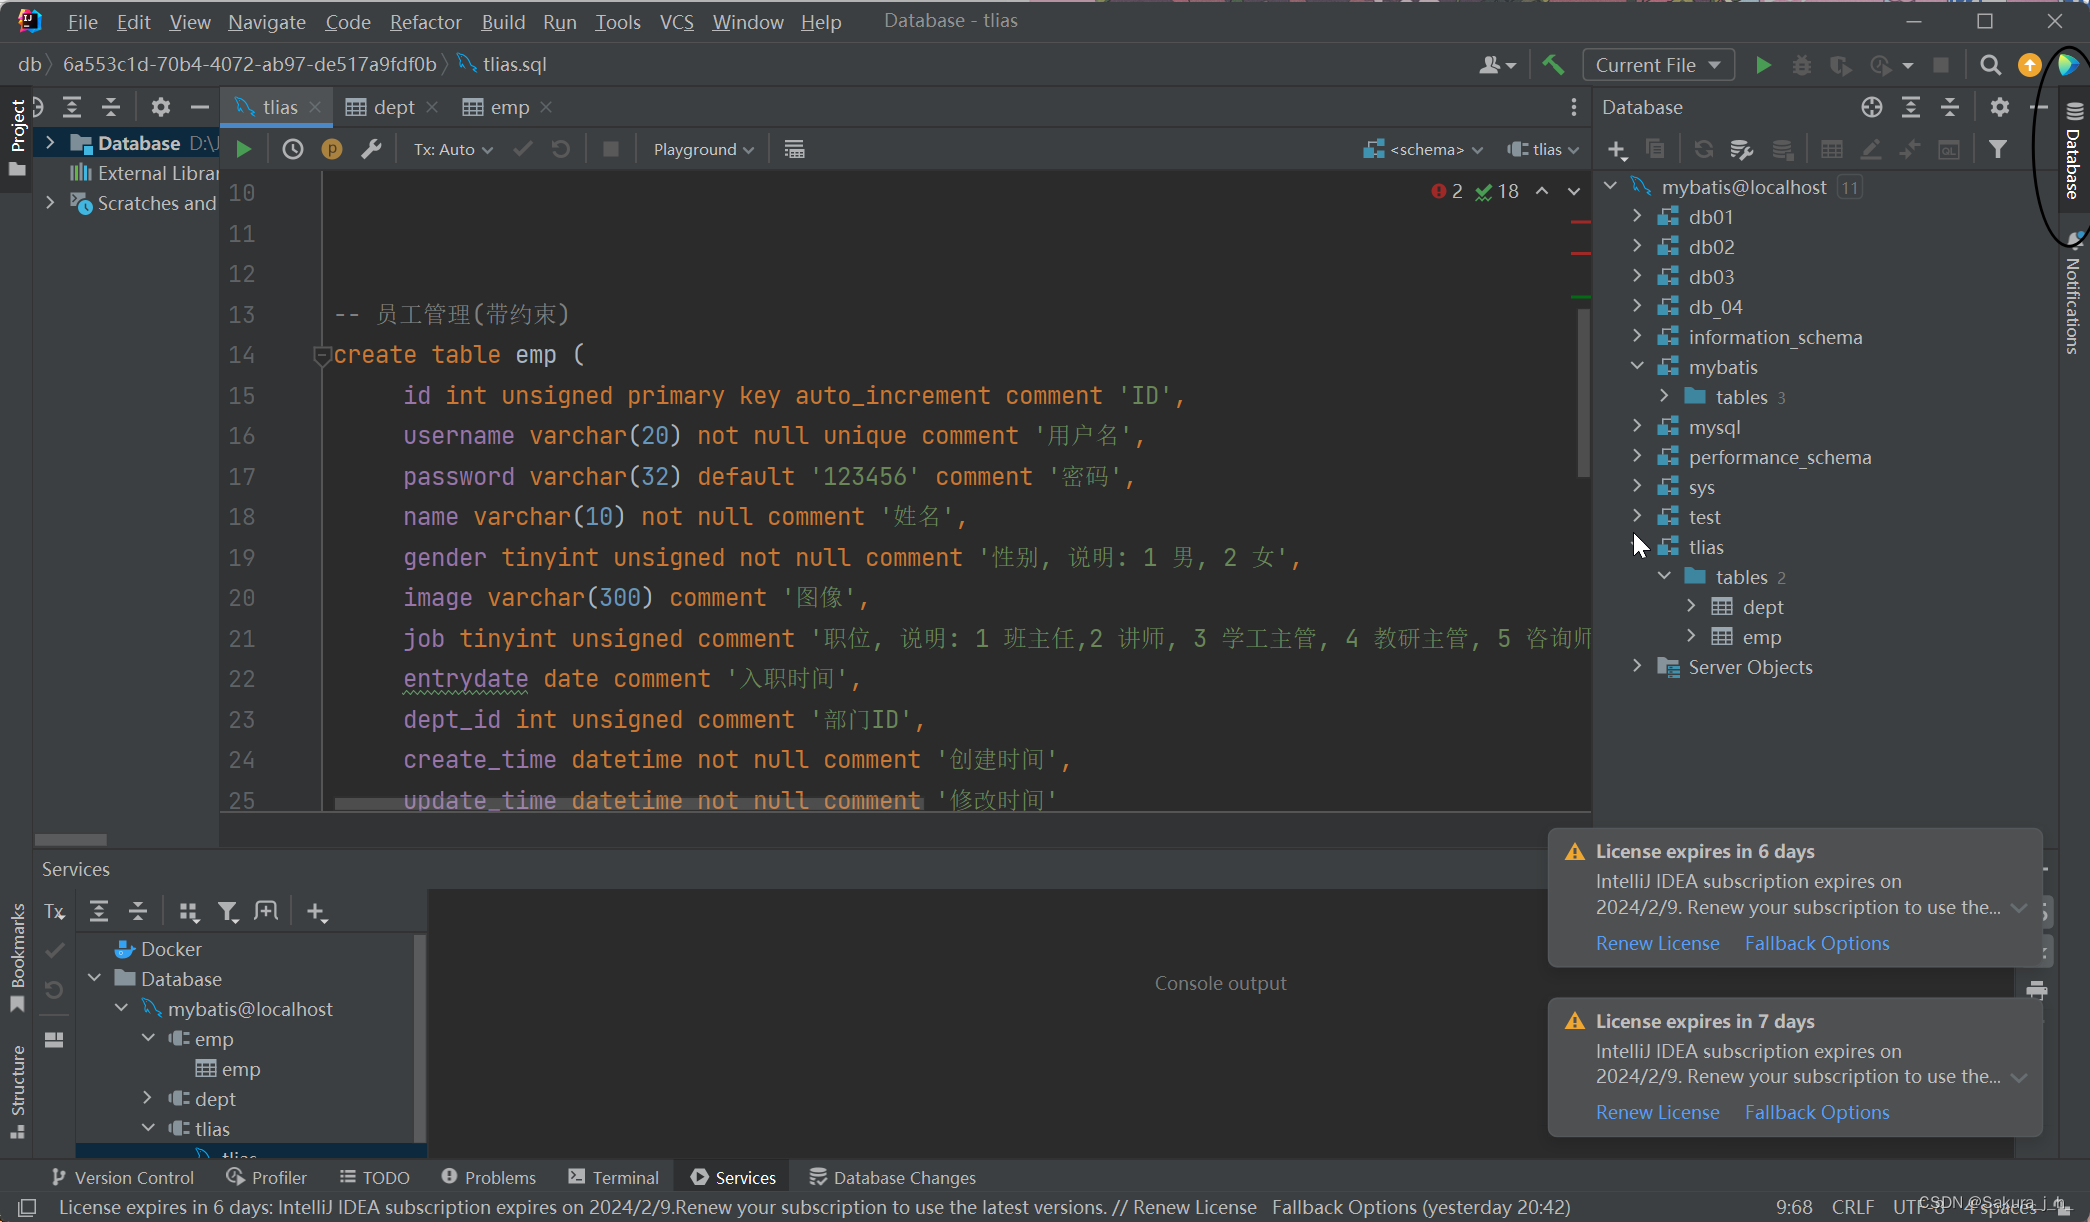 File Edit View Navigate Code Refactor Build Run Tools VCS Window Help Database - tlias
db 6a553c1d-70b4-4072-ab97-de517a9fdf0b tlias.sql
Current File
Project
tlias dept emp
Database
Database D:\
External Librar
Scratches and
Tx: Auto Playground <schema> tlias
2 18
10
11
12
13 -- 员工管理(带约束)
14 create table emp (
15 id int unsigned primary key auto_increment comment 'ID',
16 username varchar(20) not null unique comment '用户名',
17 password varchar(32) default '123456' comment '密码',
18 name varchar(10) not null comment '姓名',
19 gender tinyint unsigned not null comment '性别, 说明: 1 男, 2 女',
20 image varchar(300) comment '图像',
21 job tinyint unsigned comment '职位, 说明: 1 班主任,2 讲师, 3 学工主管, 4 教研主管, 5 咨询师
22 entrydate date comment '入职时间',
23 dept_id int unsigned comment '部门ID',
24 create_time datetime not null comment '创建时间',
25 update_time datetime not null comment '修改时间'
mybatis@localhost 11
db01
db02
db03
db_04
information_schema
mybatis
tables 3
mysql
performance_schema
sys
test
tlias
tables 2
dept
emp
Server Objects
Database
Notifications
Services
Tx
Docker
Database
mybatis@localhost
emp
emp
dept
tlias
tlias
Bookmarks
Structure
Console output
License expires in 6 days
IntelliJ IDEA subscription expires on
2024/2/9. Renew your subscription to use the...
Renew License Fallback Options
License expires in 7 days
IntelliJ IDEA subscription expires on
2024/2/9. Renew your subscription to use the...
Renew License Fallback Options
Version Control Profiler TODO Problems Terminal Services Database Changes
License expires in 6 days: IntelliJ IDEA subscription expires on 2024/2/9.Renew your subscription to use the latest versions. // Renew License Fallback Options (yesterday 20:42)
9:68 CRLF UTF-8 4 spaces